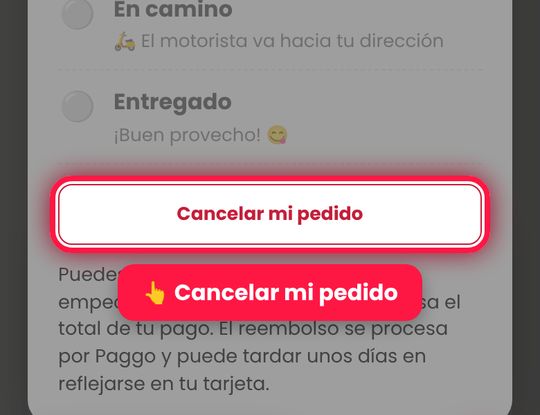 En camino
🛵 El motorista va hacia tu dirección
Entregado
¡Buen provecho! 😋
Cancelar mi pedido
👆 Cancelar mi pedido
sa el
total de tu pago. El reembolso se procesa
por Paggo y puede tardar unos días en
reflejarse en tu tarjeta.